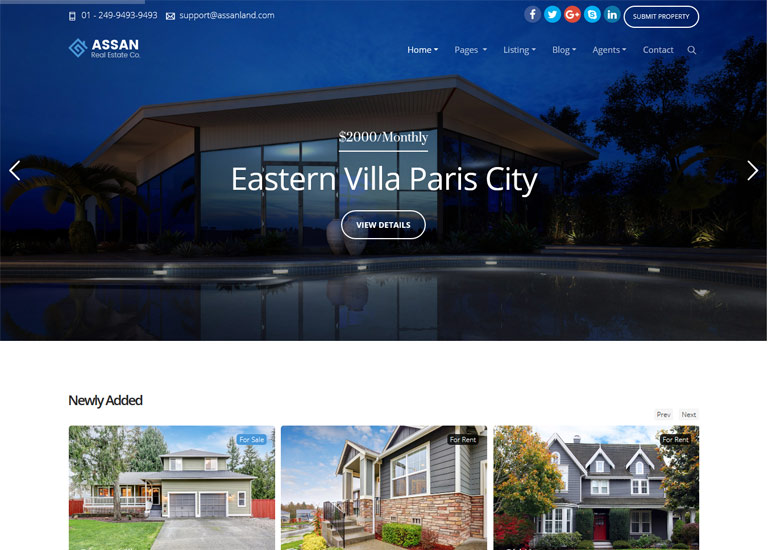 01 - 249-9493-9493 support@assanland.com SUBMIT PROPERTY
ASSAN
Real Estate Co.
Home Pages Listing Blog Agents Contact
$2000/Monthly
Eastern Villa Paris City
VIEW DETAILS
Newly Added
Prev Next
For Sale For Rent For Rent